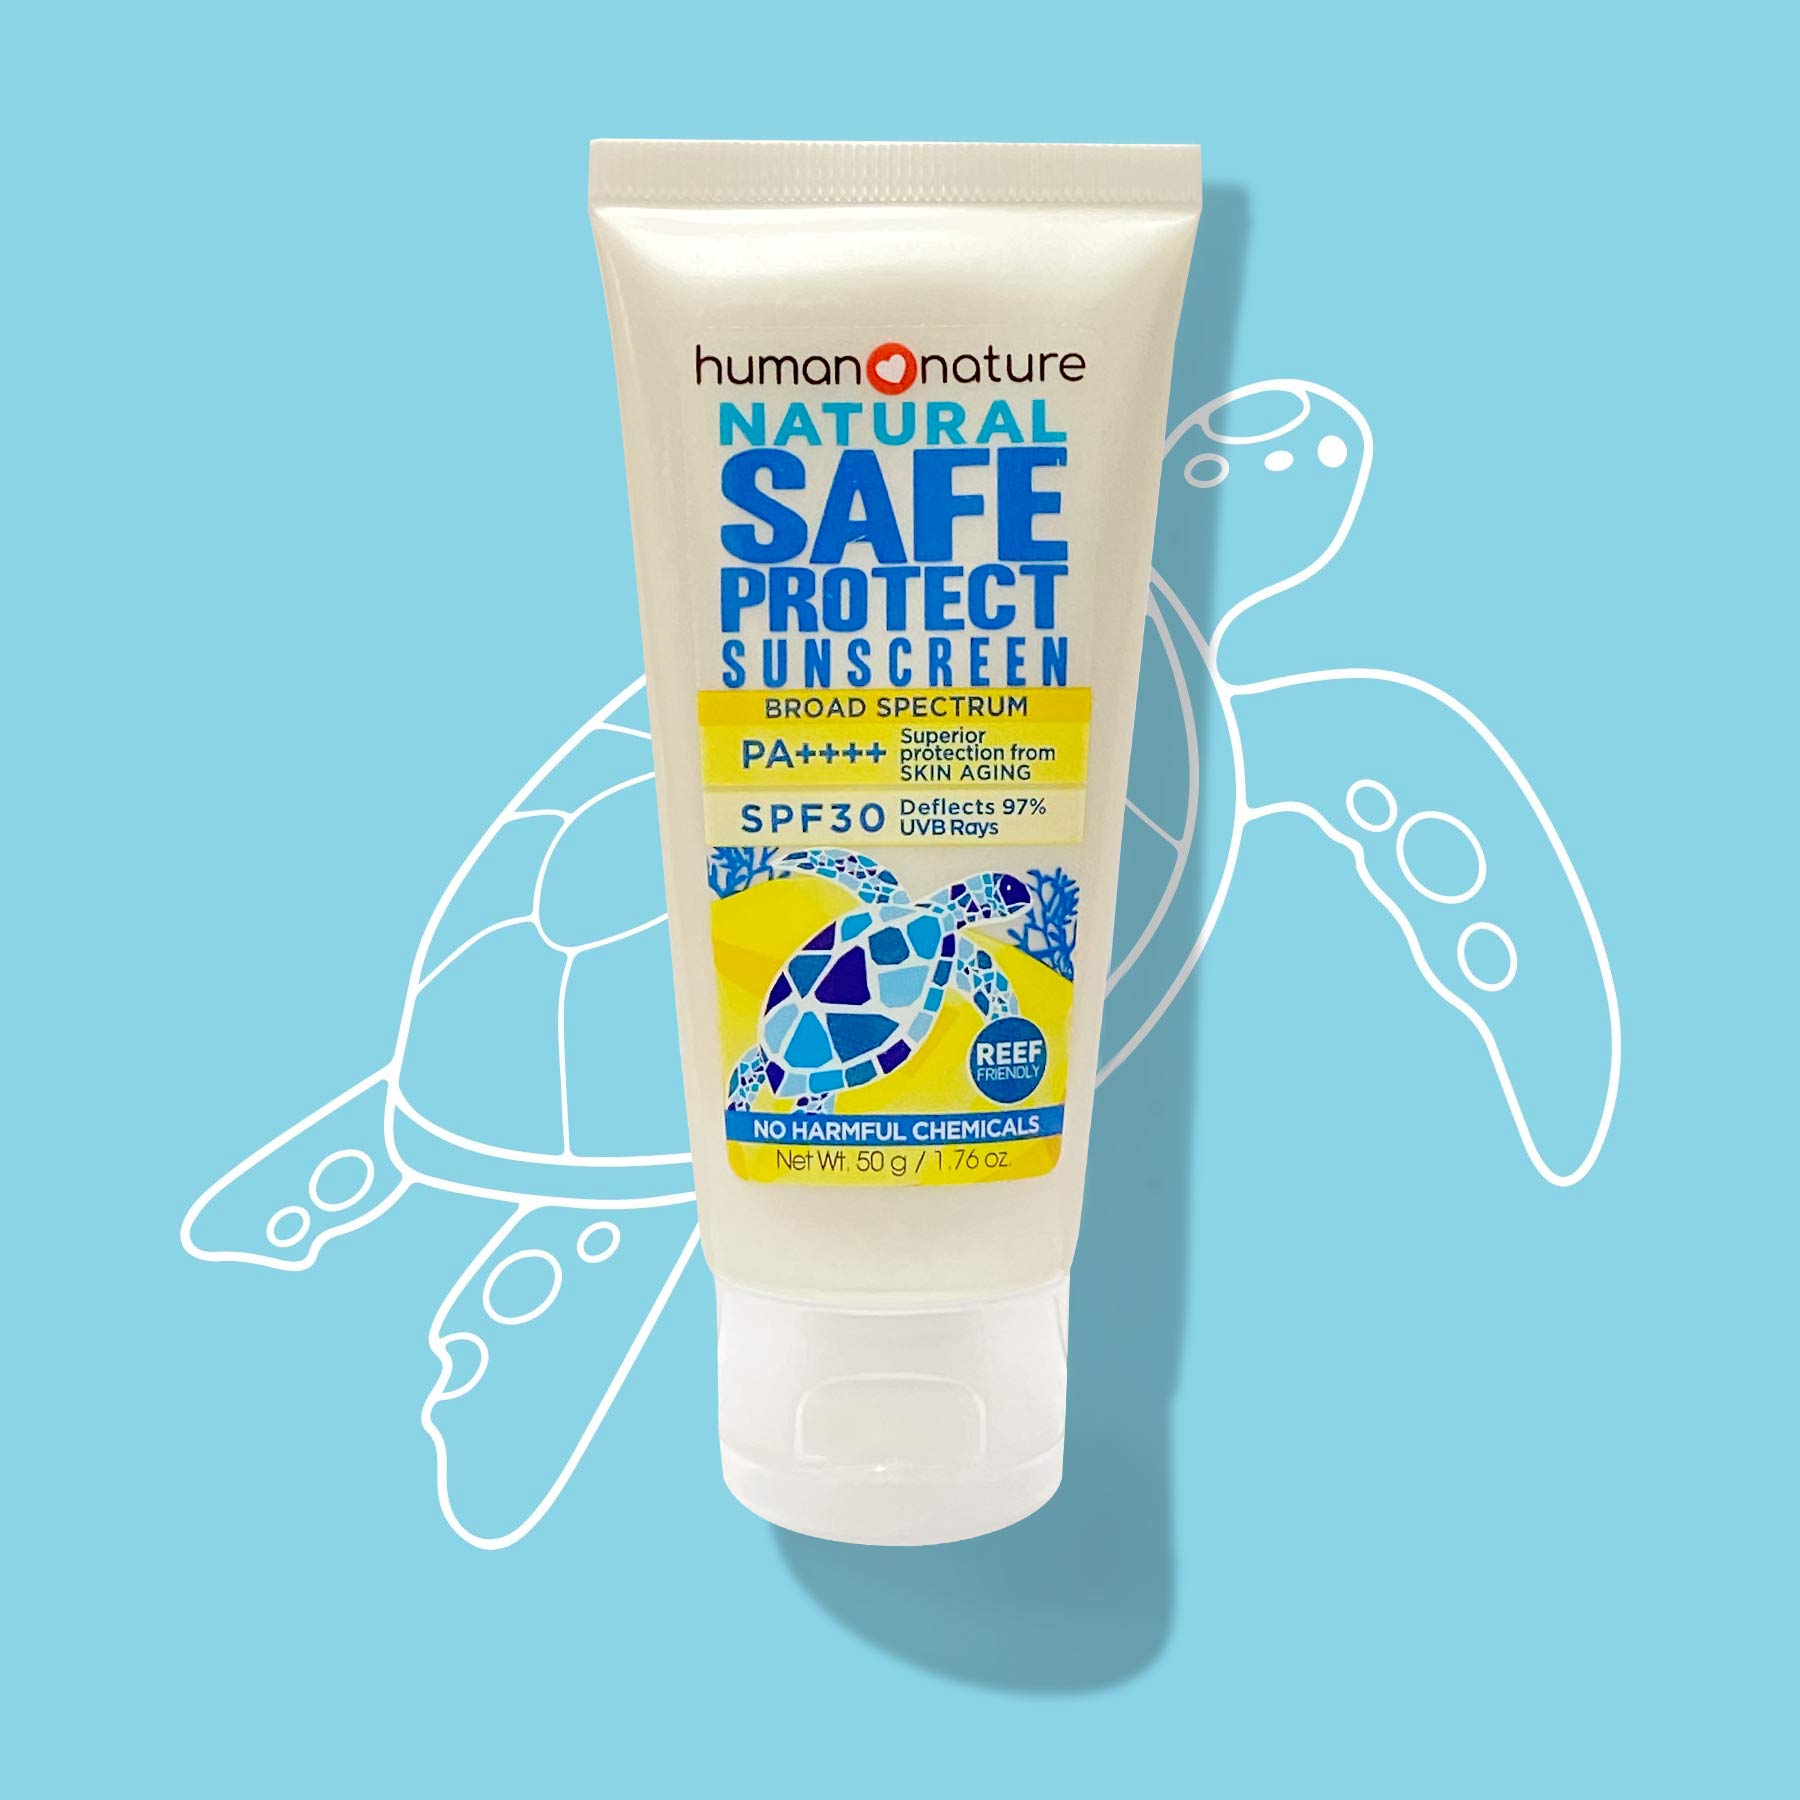 human nature
NATURAL
SAFE
PROTECT
SUNSCREEN
BROAD SPECTRUM
PA++++
Superior
protection from
SKIN AGING
SPF30
Deflects 97%
UVB Rays
REEF
FRIENDLY
NO HARMFUL CHEMICALS
Net Wt. 50 g / 1.76 oz.